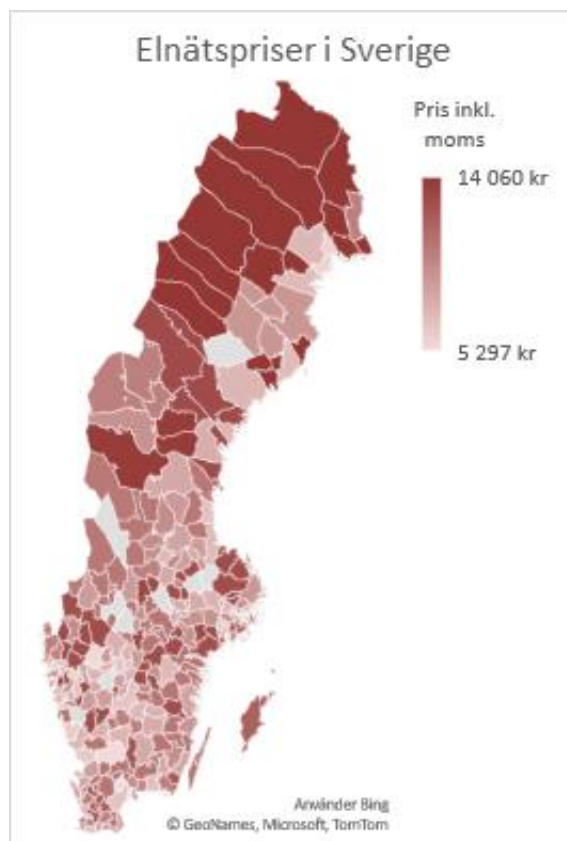 Elnätspriser i Sverige
Pris inkl.
moms
14 060 kr
5 297 kr
Använder Bing
© GeoNames, Microsoft, TomTom